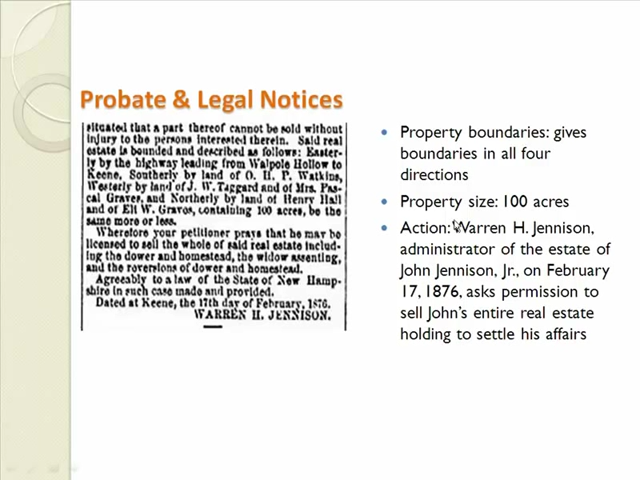 Probate & Legal Notices
situated that a part thereof cannot be sold without
injury to the persons interested therein. Said real
estate is bounded and described as follows: Easter-
ly by the highway leading from Walpole Hollow to
Keene, Southerly by land of O. H. P. Watkins,
Westerly by land of J. W. Taggard and of Mrs. Pas-
cal Graves, and Northerly by land of Henry Hall
and of Eli W. Graves, containing 100 acres, be the
same more or less.
Wherefore your petitioner prays that he may be
licensed to sell the whole of said real estate includ-
ing the dower and homestead, the widow assenting,
and the reversions of dower and homestead.
Agreeably to a law of the State of New Hamp-
shire in such case made and provided.
Dated at Keene, the 17th day of February, 1876.
WARREN H. JENNISON.
Property boundaries: gives
boundaries in all four
directions
Property size: 100 acres
Action: Warren H. Jennison,
administrator of the estate of
John Jennison, Jr., on February
17, 1876, asks permission to
sell John's entire real estate
holding to settle his affairs